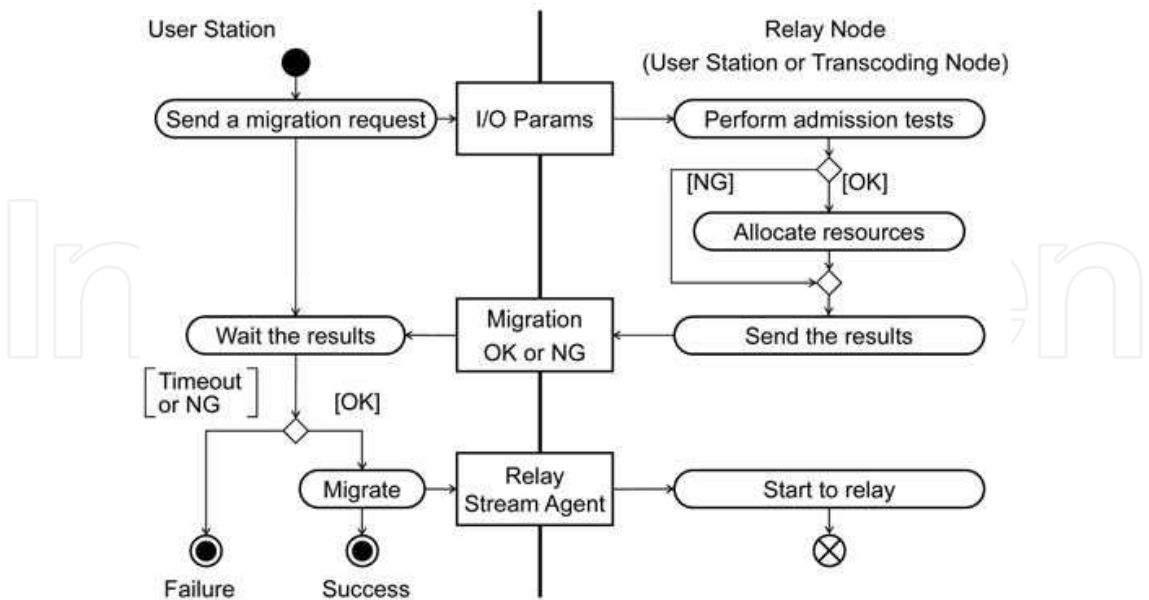 User Station
Relay Node
(User Station or Transcoding Node)
Send a migration request
I/O Params
Perform admission tests
[NG]
[OK]
Allocate resources
Wait the results
Migration
OK or NG
Send the results
[Timeout
or NG]
[OK]
Migrate
Relay
Stream Agent
Start to relay
Failure
Success